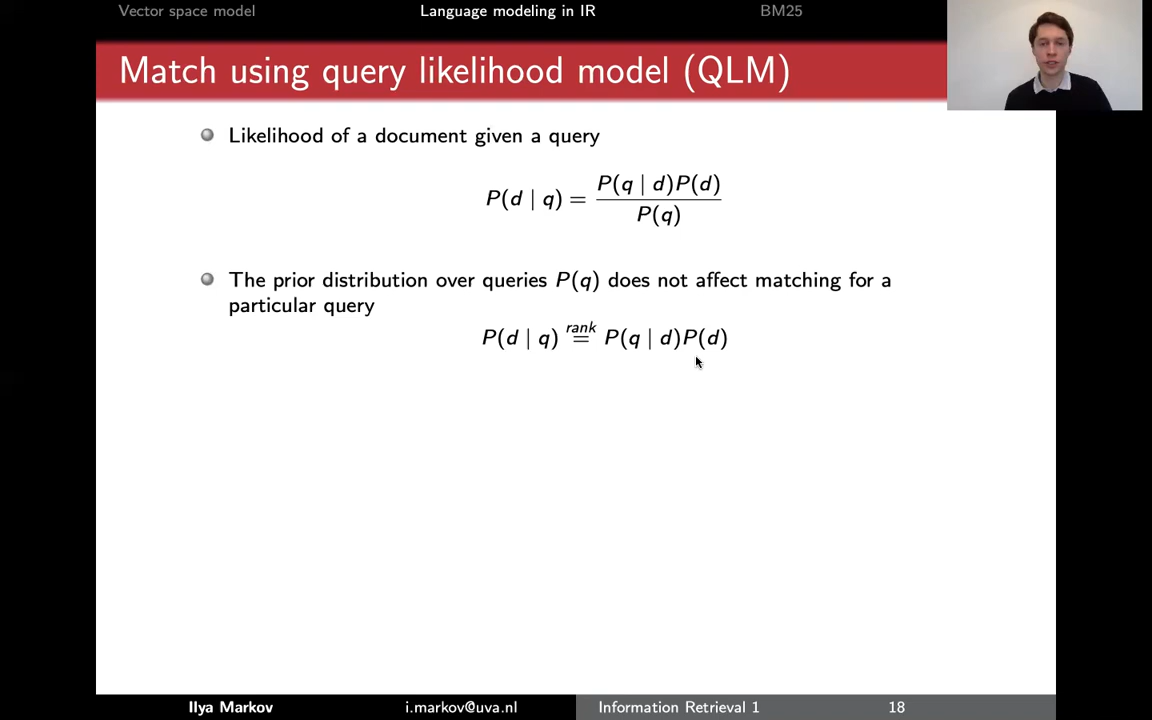 Vector space model Language modeling in IR BM25
Match using query likelihood model (QLM)
Likelihood of a document given a query
P(d | q) = P(q | d)P(d) / P(q)
The prior distribution over queries P(q) does not affect matching for a
particular query
P(d | q) rank= P(q | d)P(d)
Ilya Markov i.markov@uva.nl Information Retrieval 1 18